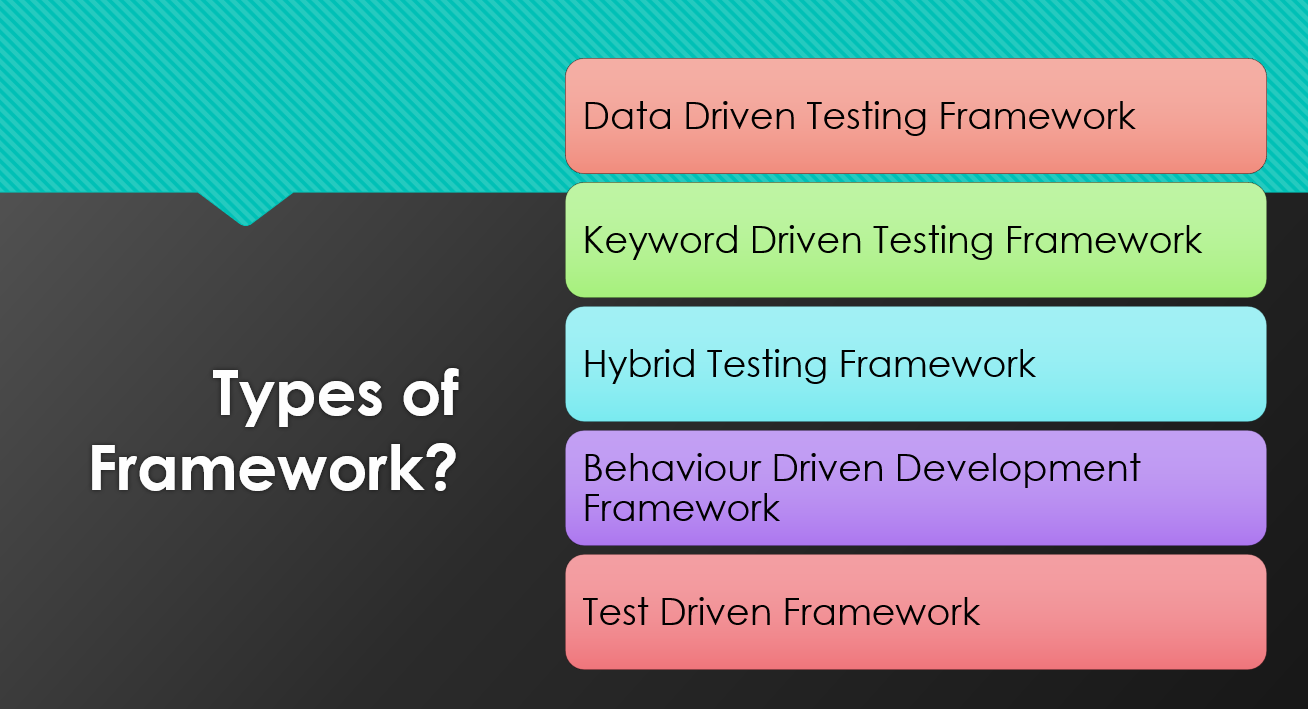 Types of
Framework?
Data Driven Testing Framework
Keyword Driven Testing Framework
Hybrid Testing Framework
Behaviour Driven Development
Framework
Test Driven Framework